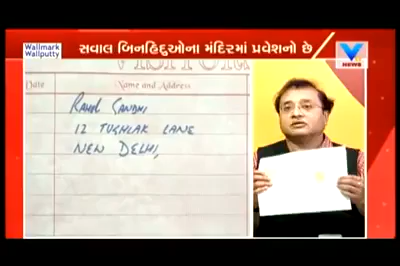 Wallmark
Wallputty
સવાલ બિનહિંદુઓના મંદિરમાં પ્રવેશનો છે
NEWS
Date
Name and Address
RAHUL GANDHI
12 TUGHLAK LANE
NEW DELHI,